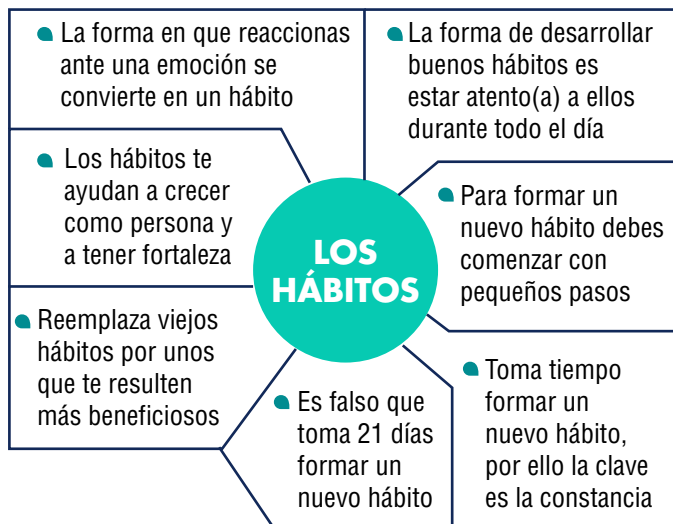 La forma en que reaccionas
ante una emoción se
convierte en un hábito
La forma de desarrollar
buenos hábitos es
estar atento(a) a ellos
durante todo el día
Los hábitos te
ayudan a crecer
como persona y
a tener fortaleza
LOS
HÁBITOS
Para formar un
nuevo hábito debes
comenzar con
pequeños pasos
Reemplaza viejos
hábitos por unos
que te resulten
más beneficiosos
Es falso que
toma 21 días
formar un
nuevo hábito
Toma tiempo
formar un
nuevo hábito,
por ello la clave
es la constancia